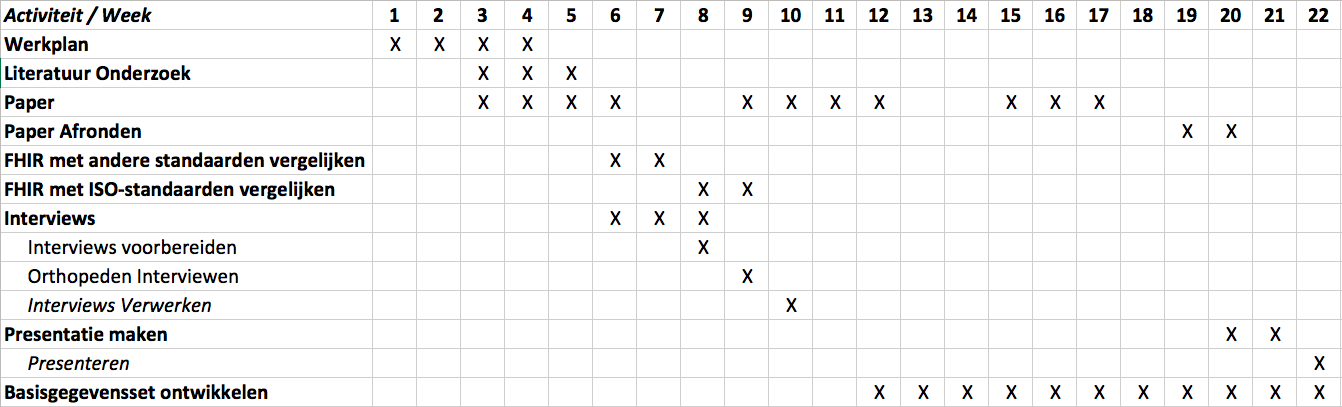 Activiteit / Week 1 2 3 4 5 6 7 8 9 10 11 12 13 14 15 16 17 18 19 20 21 22
Werkplan X X X X
Literatuur Onderzoek X X X
Paper X X X X X X X X X X X
Paper Afronden X X
FHIR met andere standaarden vergelijken X X
FHIR met ISO-standaarden vergelijken X X
Interviews X X X
Interviews voorbereiden X
Orthopeden Interviewen X
Interviews Verwerken X
Presentatie maken X X
Presenteren X
Basisgegevensset ontwikkelen X X X X X X X X X X X